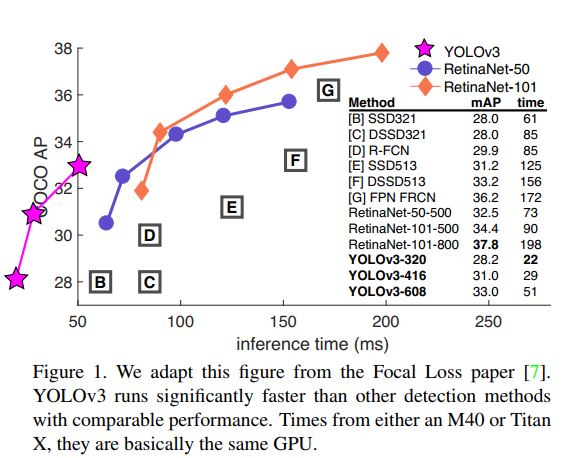 38
36
34
32
30
28
COCO AP
50
100
150
200
250
inference time (ms)
B
C
D
E
F
G
YOLOv3
RetinaNet-50
RetinaNet-101
Method mAP time
[B] SSD321 28.0 61
[C] DSSD321 28.0 85
[D] R-FCN 29.9 85
[E] SSD513 31.2 125
[F] DSSD513 33.2 156
[G] FPN FRCN 36.2 172
RetinaNet-50-500 32.5 73
RetinaNet-101-500 34.4 90
RetinaNet-101-800 37.8 198
YOLOv3-320 28.2 22
YOLOv3-416 31.0 29
YOLOv3-608 33.0 51
Figure 1. We adapt this figure from the Focal Loss paper [7].
YOLOv3 runs significantly faster than other detection methods
with comparable performance. Times from either an M40 or Titan
X, they are basically the same GPU.